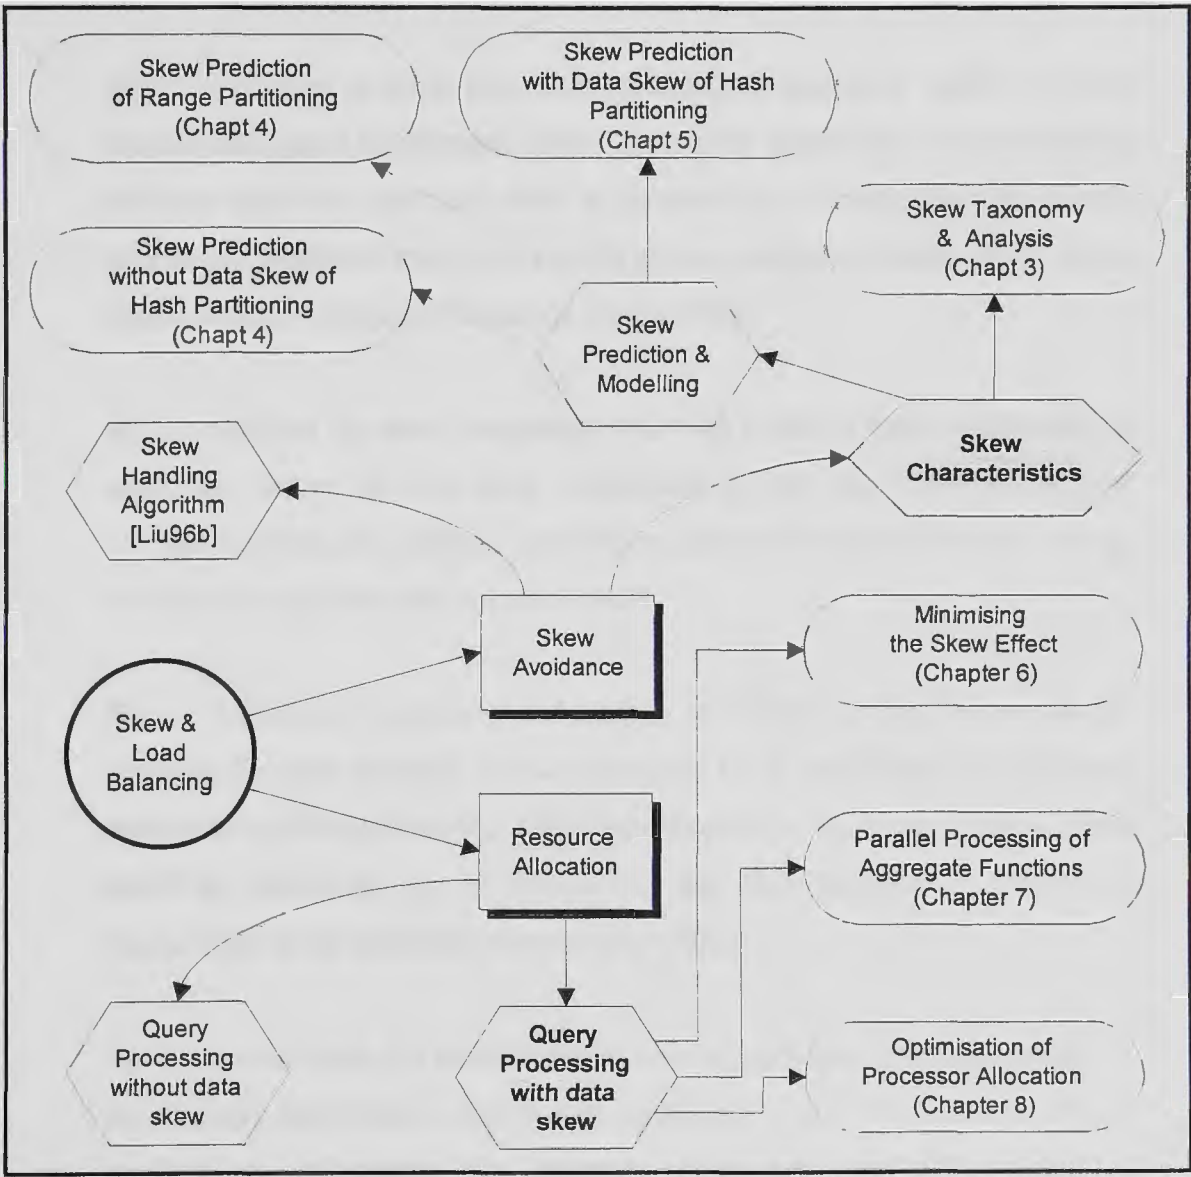 Skew Prediction
of Range Partitioning
(Chapt 4)
Skew Prediction
with Data Skew of Hash
Partitioning
(Chapt 5)
Skew Taxonomy
& Analysis
(Chapt 3)
Skew Prediction
without Data Skew of
Hash Partitioning
(Chapt 4)
Skew
Prediction &
Modelling
Skew
Characteristics
Skew
Handling
Algorithm
[Liu96b]
Skew
Avoidance
Minimising
the Skew Effect
(Chapter 6)
Skew &
Load
Balancing
Resource
Allocation
Parallel Processing of
Aggregate Functions
(Chapter 7)
Query
Processing
without data
skew
Query
Processing
with data
skew
Optimisation of
Processor Allocation
(Chapter 8)